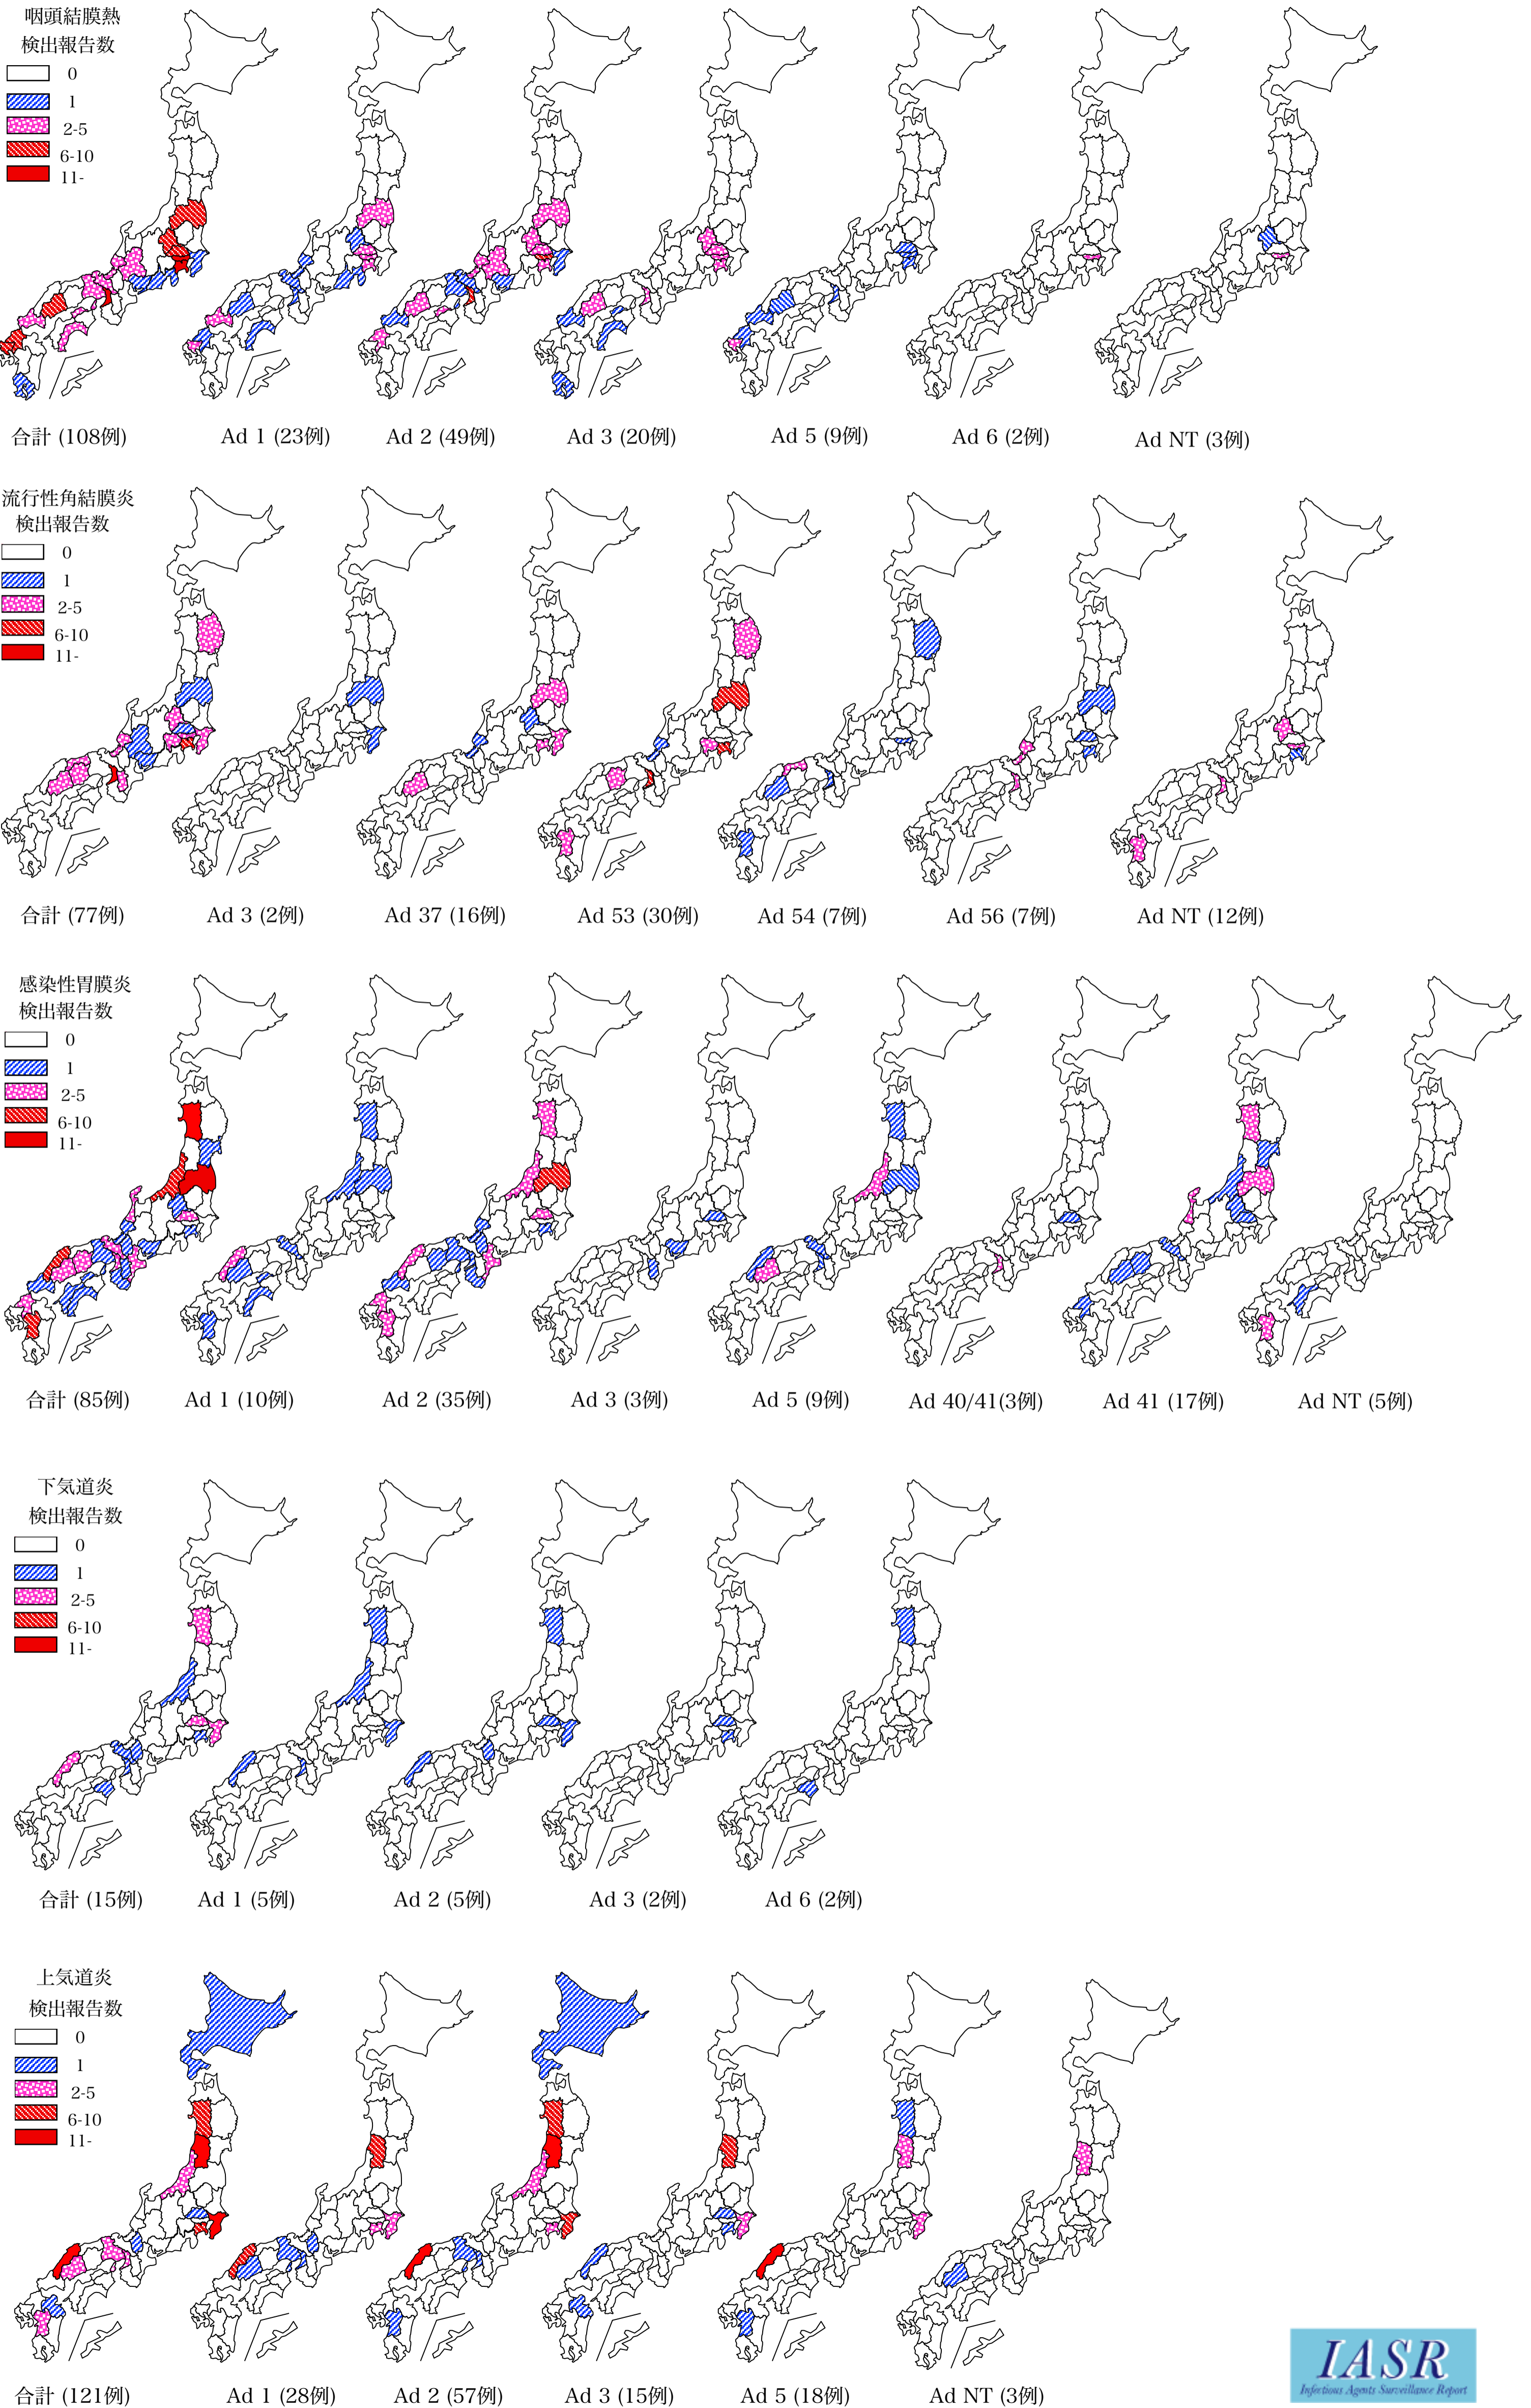 咽頭結膜熱
検出報告数
0
1
2-5
6-10
11-
合計 (108例) Ad 1 (23例) Ad 2 (49例) Ad 3 (20例) Ad 5 (9例) Ad 6 (2例) Ad NT (3例)
流行性角結膜炎
検出報告数
0
1
2-5
6-10
11-
合計 (77例) Ad 3 (2例) Ad 37 (16例) Ad 53 (30例) Ad 54 (7例) Ad 56 (7例) Ad NT (12例)
感染性胃膜炎
検出報告数
0
1
2-5
6-10
11-
合計 (85例) Ad 1 (10例) Ad 2 (35例) Ad 3 (3例) Ad 5 (9例) Ad 40/41(3例) Ad 41 (17例) Ad NT (5例)
下気道炎
検出報告数
0
1
2-5
6-10
11-
合計 (15例) Ad 1 (5例) Ad 2 (5例) Ad 3 (2例) Ad 6 (2例)
上気道炎
検出報告数
0
1
2-5
6-10
11-
合計 (121例) Ad 1 (28例) Ad 2 (57例) Ad 3 (15例) Ad 5 (18例) Ad NT (3例)
IASR
Infectious Agents Surveillance Report